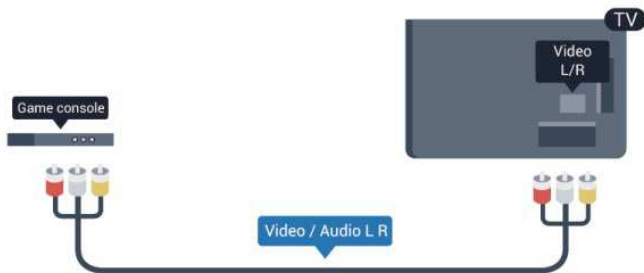 TV
Video
L/R
Game console
Video / Audio L R